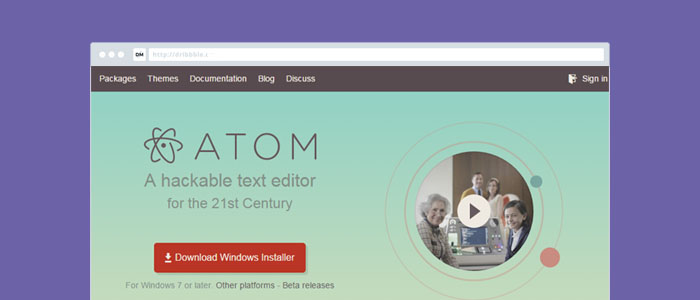 DM http://dribbble.c
Packages Themes Documentation Blog Discuss Sign in
ATOM
A hackable text editor
for the 21st Century
Download Windows Installer
For Windows 7 or later. Other platforms - Beta releases